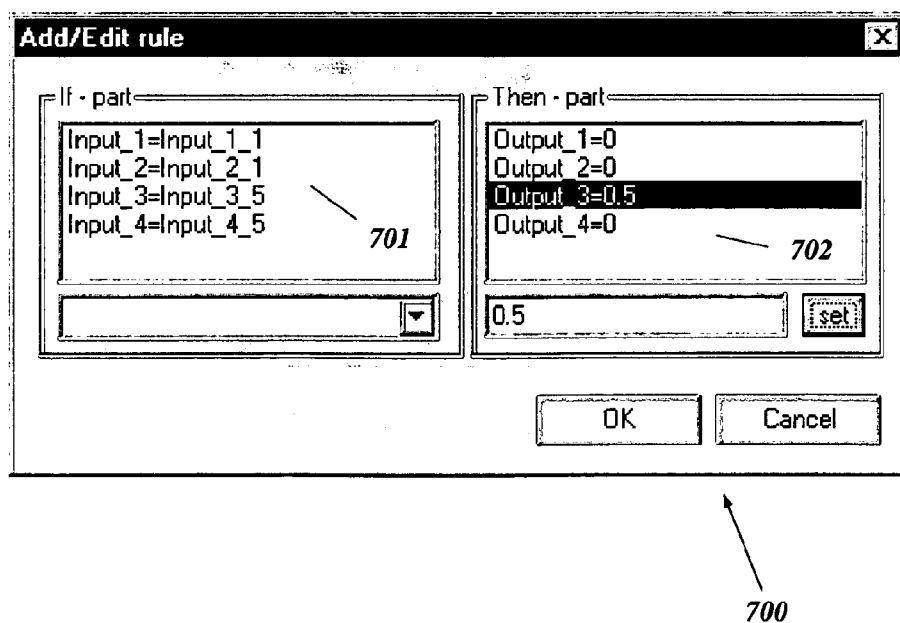 Add/Edit rule
If - part
Input_1=Input_1_1
Input_2=Input_2_1
Input_3=Input_3_5
Input_4=Input_4_5
701
Then - part
Output_1=0
Output_2=0
Output_3=0.5
Output_4=0
702
0.5
set
OK
Cancel
700